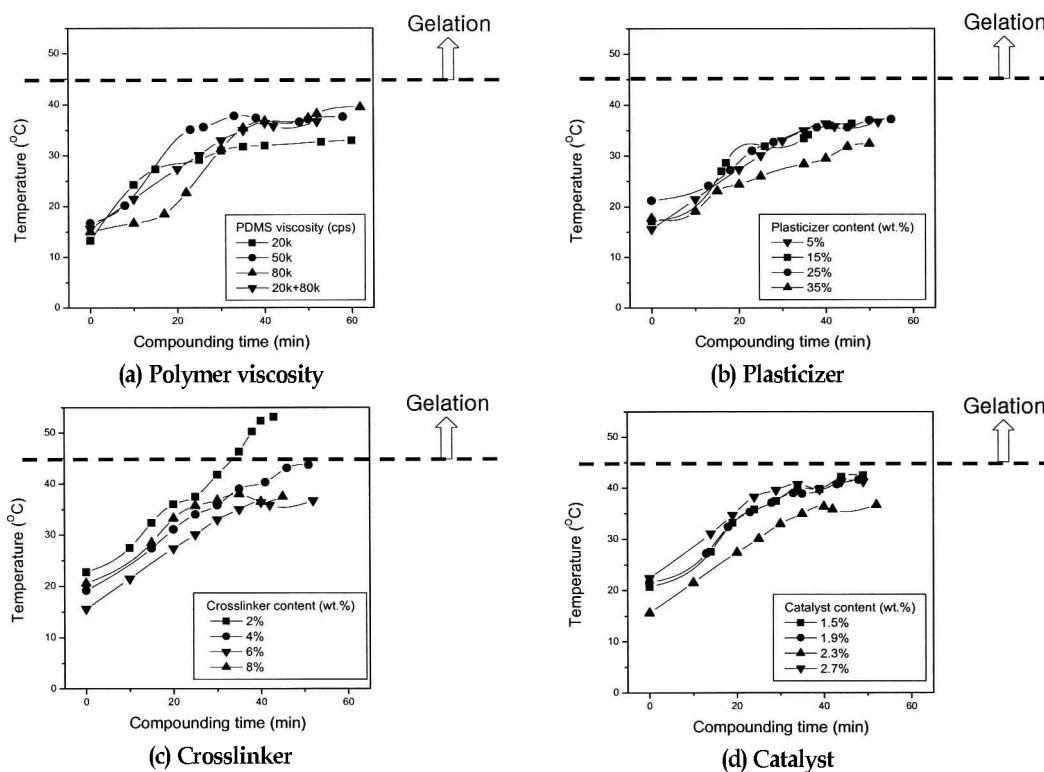 Gelation
50
40
30
20
10
0
Temperature (°C)
PDMS viscosity (cps)
20k
50k
80k
20k+80k
0
20
40
60
Compounding time (min)
(a) Polymer viscosity
Gelation
50
40
30
20
10
0
Temperature (°C)
Plasticizer content (wt.%)
5%
15%
25%
35%
0
20
40
60
Compounding time (min)
(b) Plasticizer
Gelation
50
40
30
20
10
0
Temperature (°C)
Crosslinker content (wt.%)
2%
4%
6%
8%
0
20
40
60
Compounding time (min)
(c) Crosslinker
Gelation
50
40
30
20
10
0
Temperature (°C)
Catalyst content (wt.%)
1.5%
1.9%
2.3%
2.7%
0
20
40
60
Compounding time (min)
(d) Catalyst